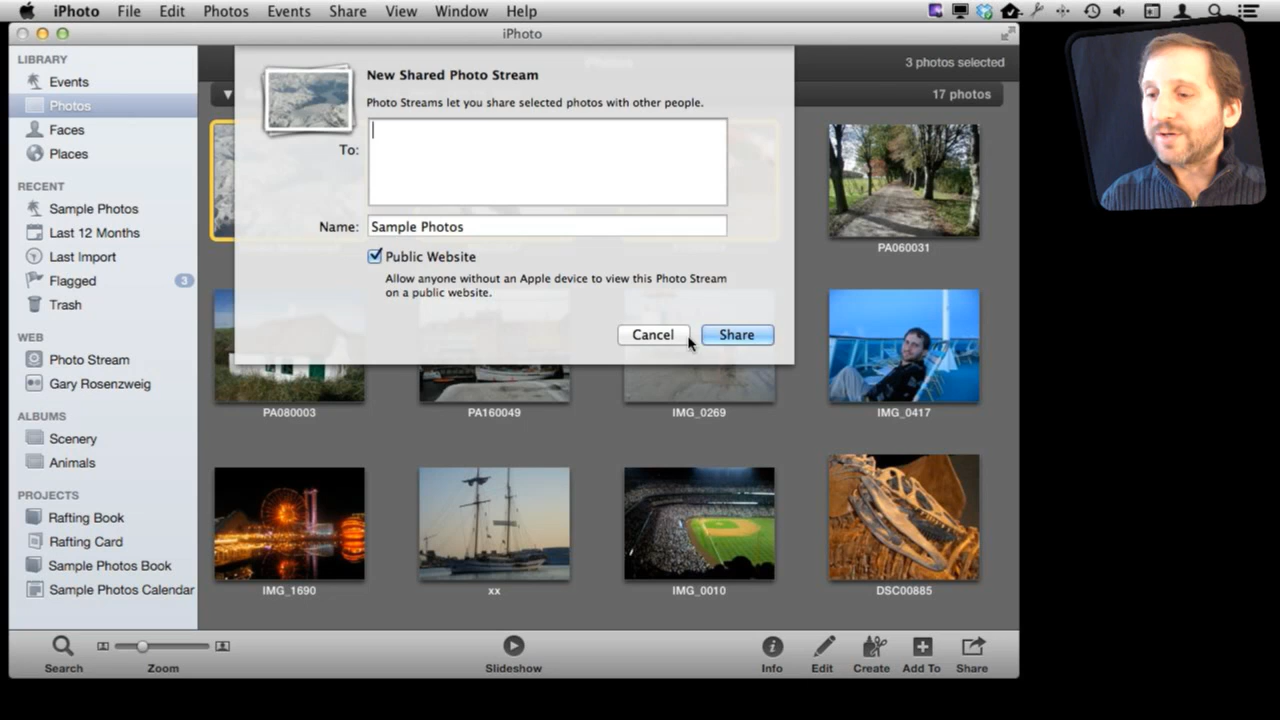 iPhoto File Edit Photos Events Share View Window Help
iPhoto
LIBRARY
Events
Photos
Faces
Places
RECENT
Sample Photos
Last 12 Months
Last Import
Flagged 3
Trash
WEB
Photo Stream
Gary Rosenzweig
ALBUMS
Scenery
Animals
PROJECTS
Rafting Book
Rafting Card
Sample Photos Book
Sample Photos Calendar
3 photos selected
17 photos
New Shared Photo Stream
Photo Streams let you share selected photos with other people.
To:
Name: Sample Photos
Public Website
Allow anyone without an Apple device to view this Photo Stream
on a public website.
Cancel Share
PA060031
PA080003 PA160049 IMG_0269 IMG_0417
IMG_1690 xx IMG_0010 DSC00885
Search Zoom Slideshow Info Edit Create Add To Share